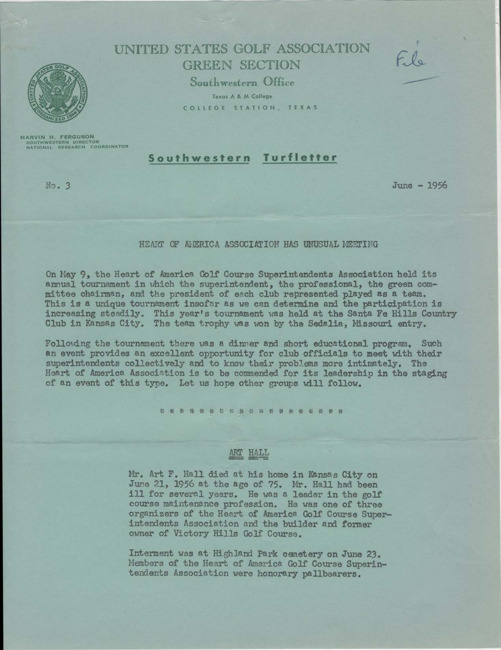 UNITED STATES GOLF ASSOCIATION
GREEN SECTION
Southwestern Office
Texas A & M College
COLLEGE STATION, TEXAS
File
MARVIN H. FERGUSON
SOUTHWESTERN DIRECTOR
NATIONAL RESEARCH COORDINATOR
Southwestern Turfletter
No. 3
June - 1956
HEART OF AMERICA ASSOCIATION HAS UNUSUAL MEETING
On May 9, the Heart of America Golf Course Superintendents Association held its
annual tournament in which the superintendent, the professional, the green com-
mittee chairman, and the president of each club represented played as a team.
This is a unique tournament insofar as we can determine and the participation is
increasing steadily. This year's tournament was held at the Santa Fe Hills Country
Club in Kansas City. The team trophy was won by the Sedalia, Missouri entry.
Following the tournament there was a dinner and short educational program. Such
an event provides an excellent opportunity for club officials to meet with their
superintendents collectively and to know their problems more intimately. The
Heart of America Association is to be commended for its leadership in the staging
of an event of this type. Let us hope other groups will follow.
ART HALL
Mr. Art F. Hall died at his home in Kansas City on
June 21, 1956 at the age of 75. Mr. Hall had been
ill for several years. He was a leader in the golf
course maintenance profession. He was one of three
organizers of the Heart of America Golf Course Super-
intendents Association and the builder and former
owner of Victory Hills Golf Course.
Interment was at Highland Park cemetery on June 23.
Members of the Heart of America Golf Course Superin-
tendents Association were honorary pallbearers.